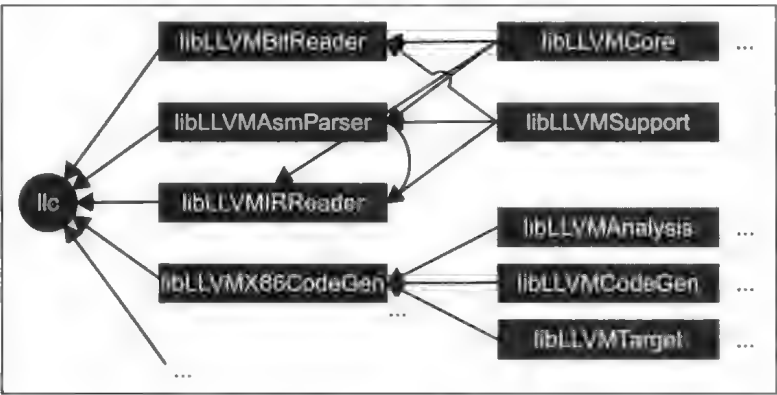 libLLVMBitReader
libLLVMCore
...
libLLVMAsmParser
libLLVMSupport
llc
libLLVMIRReader
libLLVMAnalysis
...
libLLVMX86CodeGen
libLLVMCodeGen
...
...
libLLVMTarget
...
...